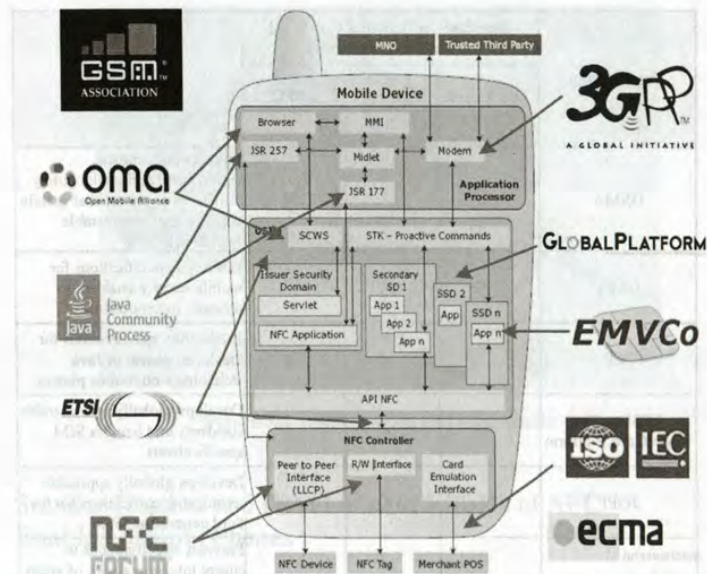 GSM™
ASSOCIATION
MNO
Trusted Third Party
Mobile Device
3GPP™
A GLOBAL INITIATIVE
Browser
MMI
JSR 257
Midlet
Modem
JSR 177
Application
Processor
oma
Open Mobile Alliance
SCWS
STK – Proactive Commands
GLOBALPLATFORM
Issuer Security
Domain
Servlet
NFC Application
Secondary
SD 1
App 1
App 2
App n
SSD 2
App
SSD n
App n
Java
Java
Community
Process
EMVCo
API NFC
ETSI
NFC Controller
Peer to Peer
Interface
(LLCP)
R/W Interface
Card
Emulation
Interface
ISO
IEC
NFC
FORUM
ecma
NFC Device
NFC Tag
Merchant POS